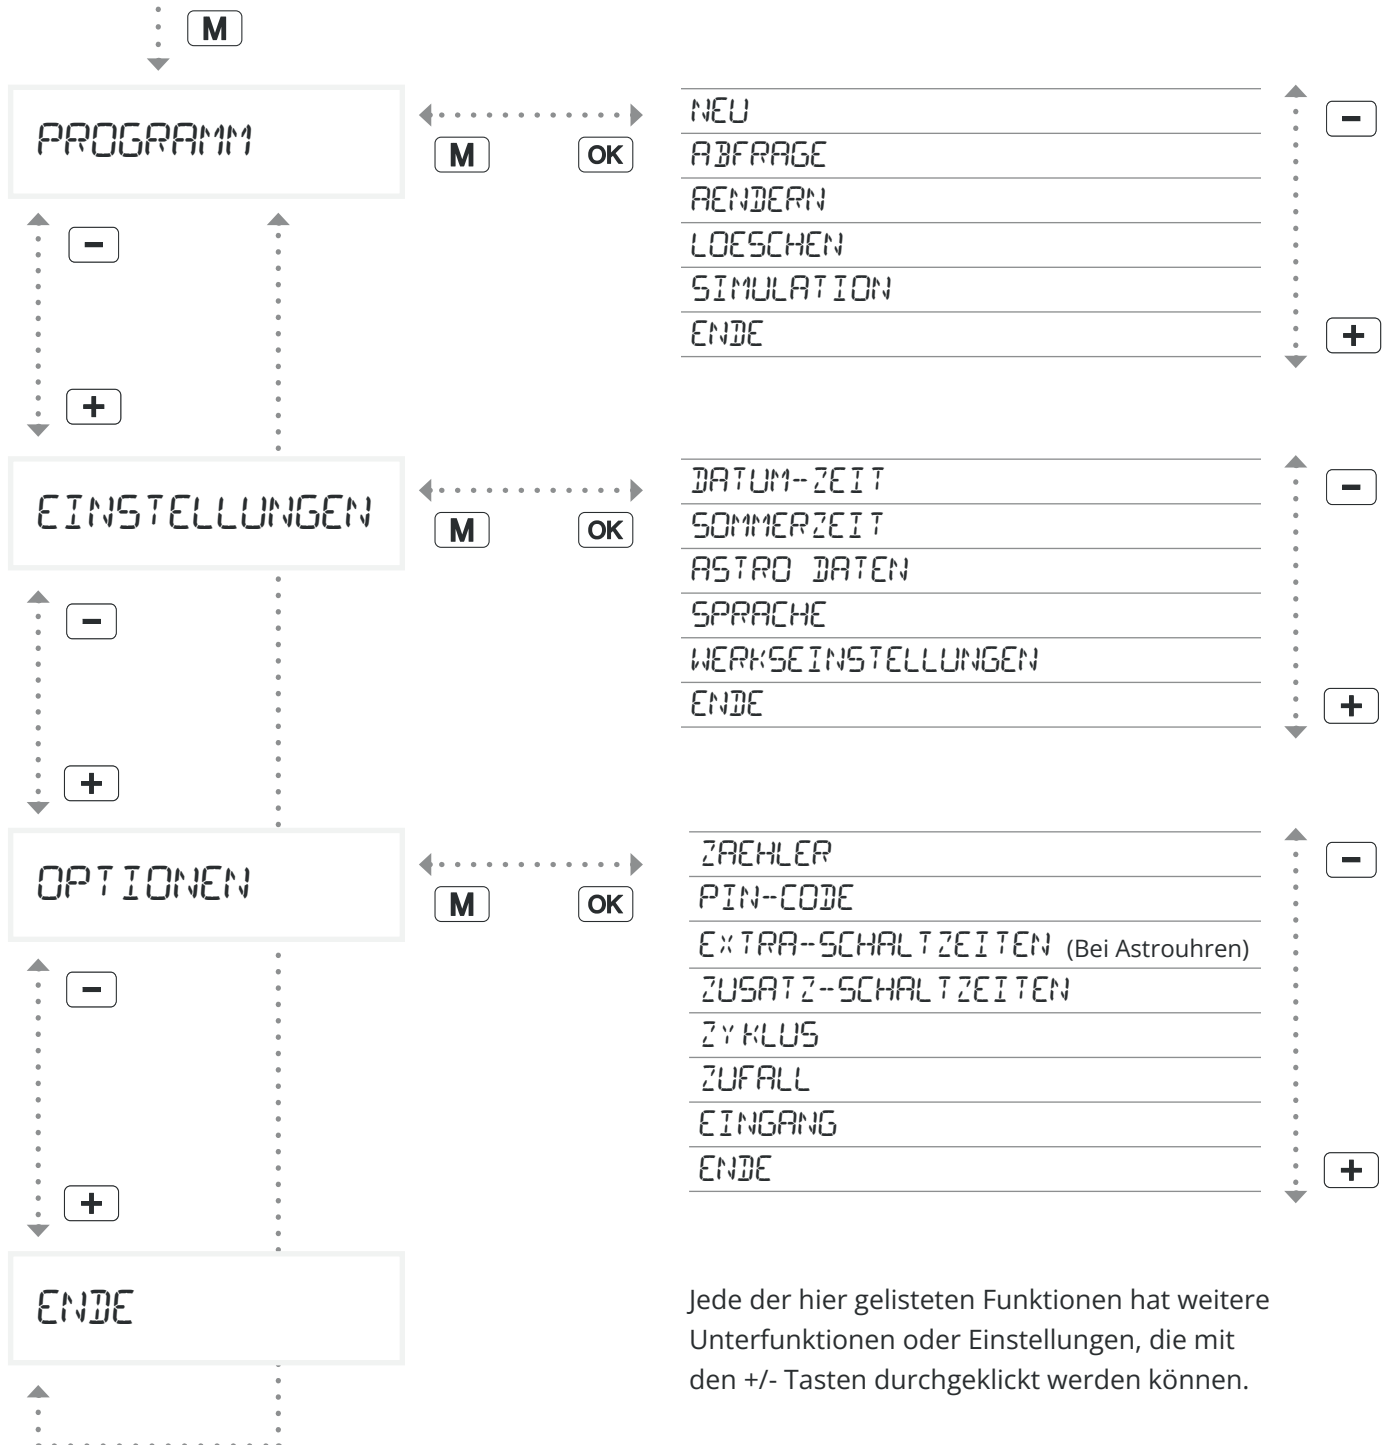 M
PROGRAMM
M OK
NEU
ABFRAGE
AENDERN
LOESCHEN
SIMULATION
ENDE
-
+
-
+
EINSTELLUNGEN
M OK
DATUM-ZEIT
SOMMERZEIT
ASTRO DATEN
SPRACHE
WERKSEINSTELLUNGEN
ENDE
-
+
-
+
OPTIONEN
M OK
ZAEHLER
PIN-CODE
EXTRA-SCHALTZEITEN (Bei Astrouhren)
ZUSATZ-SCHALTZEITEN
ZYKLUS
ZUFALL
EINGANG
ENDE
-
+
-
+
ENDE
Jede der hier gelisteten Funktionen hat weitere
Unterfunktionen oder Einstellungen, die mit
den +/- Tasten durchgeklickt werden können.